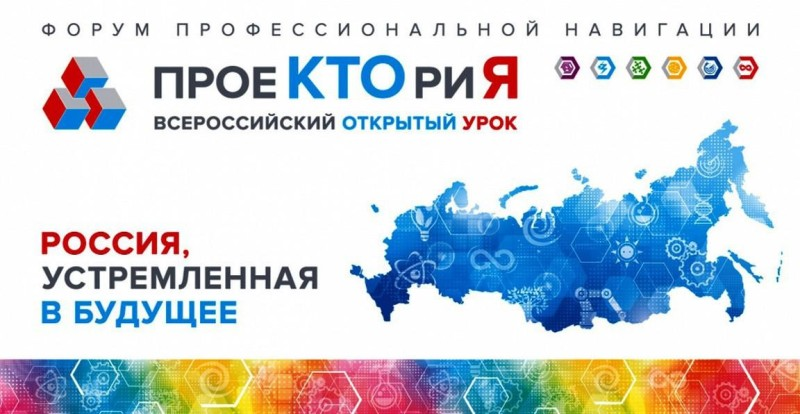 ФОРУМ ПРОФЕССИОНАЛЬНОЙ НАВИГАЦИИ
ПРОеКТОриЯ
ВСЕРОССИЙСКИЙ ОТКРЫТЫЙ УРОК
РОССИЯ,
УСТРЕМЛЕННАЯ
В БУДУЩЕЕ